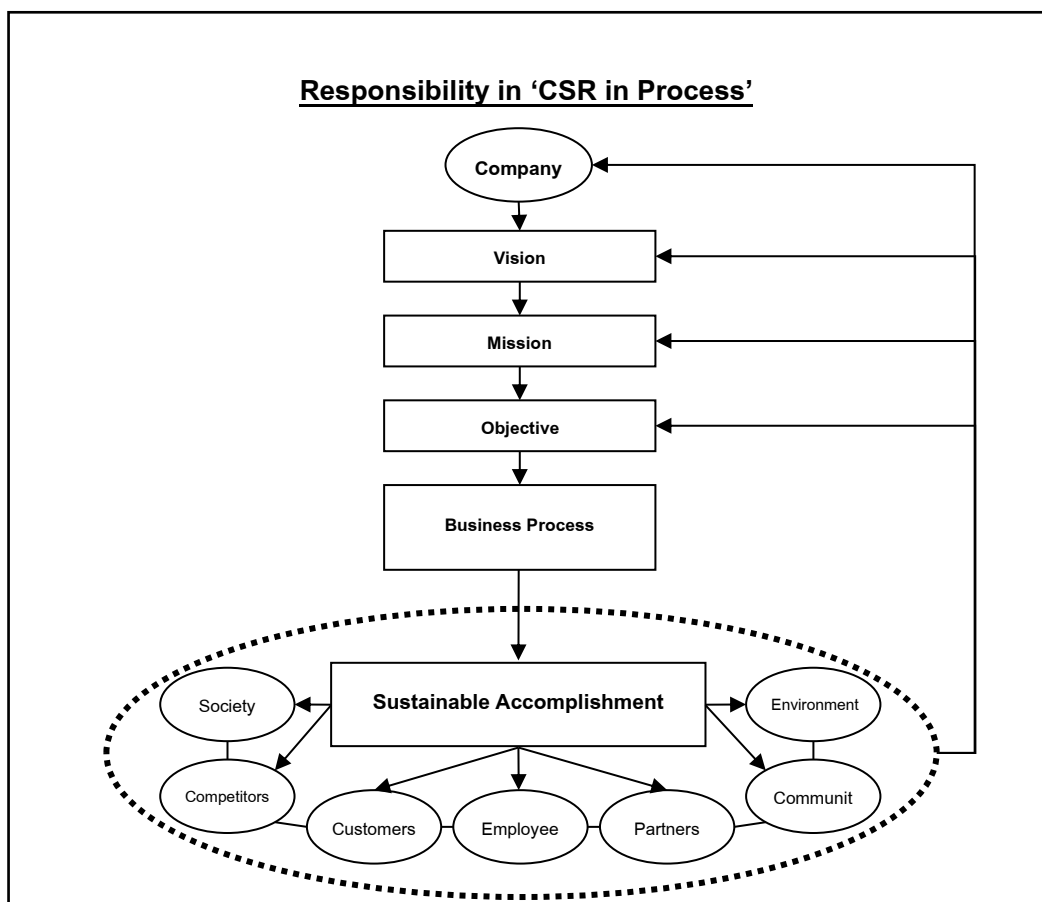 Responsibility in ‘CSR in Process’
Company
Vision
Mission
Objective
Business Process
Sustainable Accomplishment
Society
Environment
Competitors
Communit
Customers
Employee
Partners